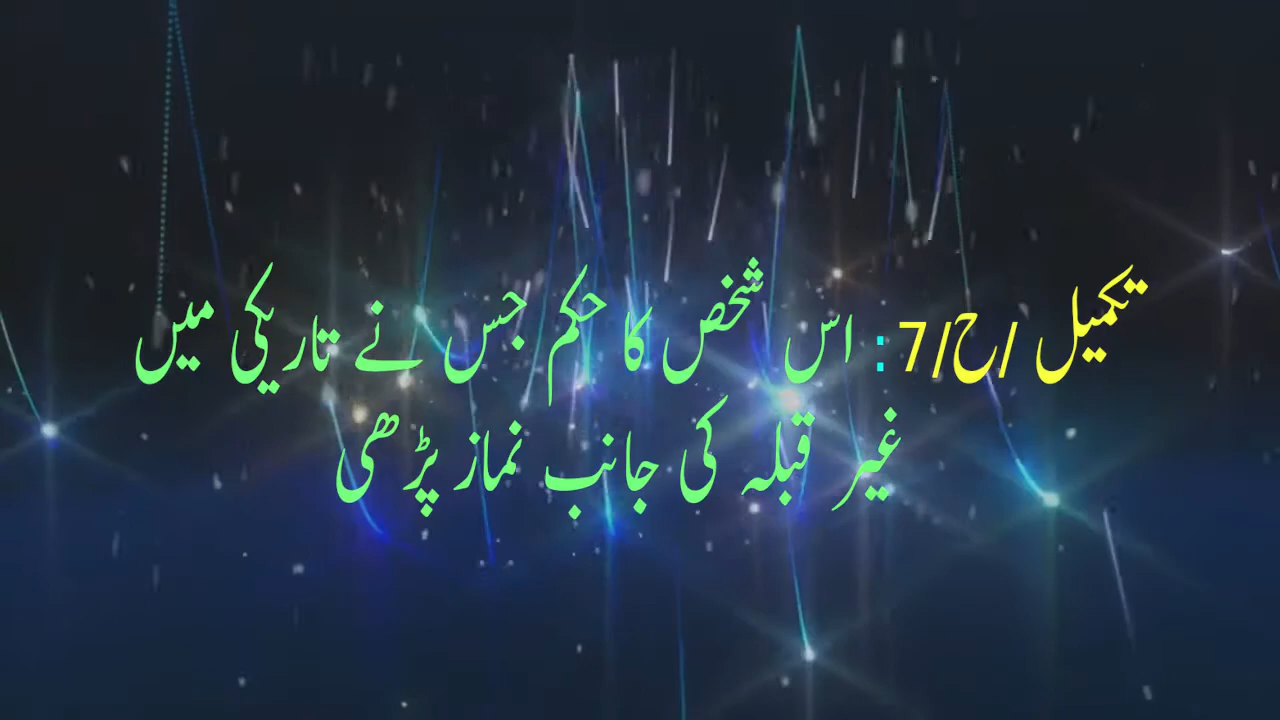 تکمیل /ح/7 : اس شخص کا حکم جس نے تاریکی میں
غیر قبلہ کی جانب نماز پڑھی